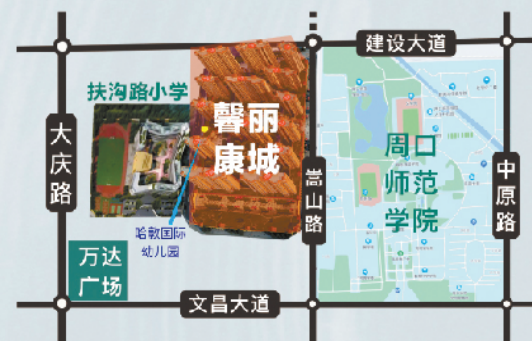 建设大道
扶沟路小学
馨丽
康城
大庆路
嵩山路
周口
师范
学院
中原路
哈敦国际
幼儿园
万达
广场
文昌大道